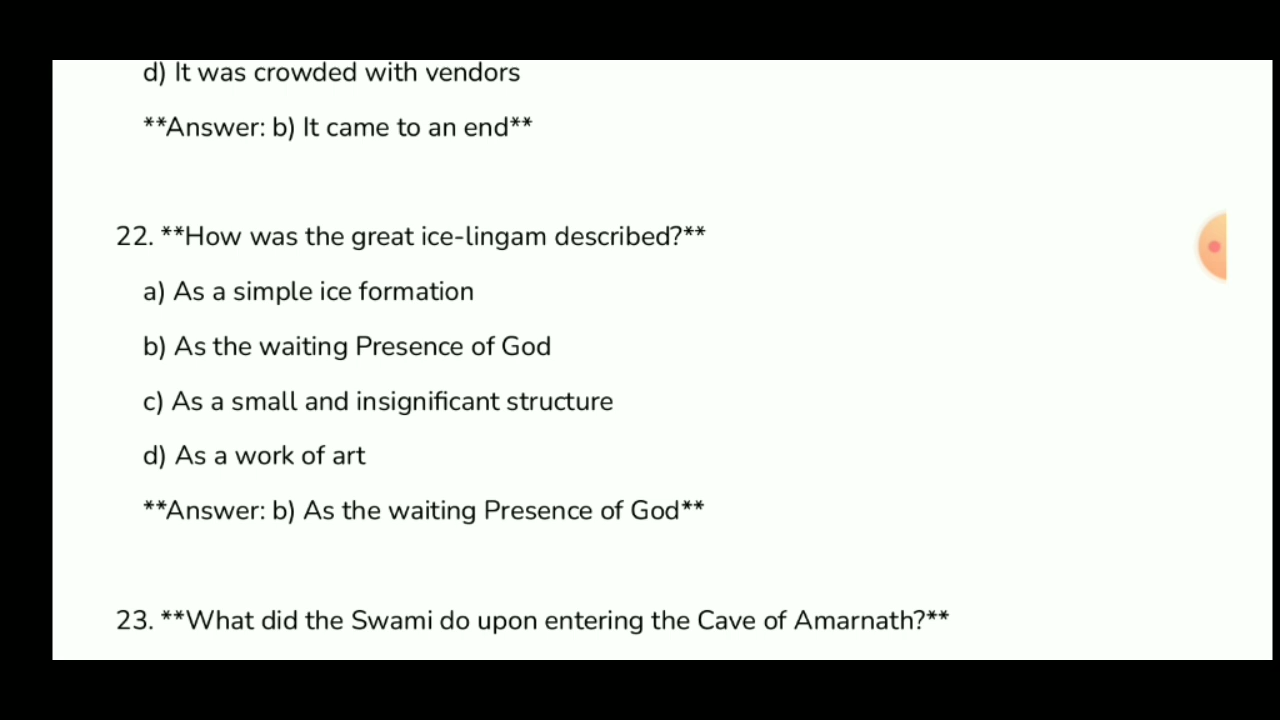 d) It was crowded with vendors
**Answer: b) It came to an end**
22. **How was the great ice-lingam described?**
a) As a simple ice formation
b) As the waiting Presence of God
c) As a small and insignificant structure
d) As a work of art
**Answer: b) As the waiting Presence of God**
23. **What did the Swami do upon entering the Cave of Amarnath?**